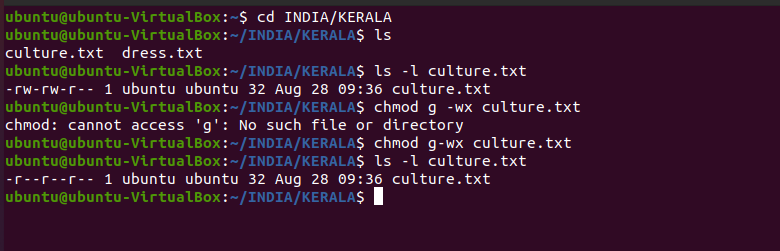 ubuntu@ubuntu-VirtualBox:~$ cd INDIA/KERALA
ubuntu@ubuntu-VirtualBox:~/INDIA/KERALA$ ls
culture.txt  dress.txt
ubuntu@ubuntu-VirtualBox:~/INDIA/KERALA$ ls -l culture.txt
-rw-rw-r-- 1 ubuntu ubuntu 32 Aug 28 09:36 culture.txt
ubuntu@ubuntu-VirtualBox:~/INDIA/KERALA$ chmod g -wx culture.txt
chmod: cannot access 'g': No such file or directory
ubuntu@ubuntu-VirtualBox:~/INDIA/KERALA$ chmod g-wx culture.txt
ubuntu@ubuntu-VirtualBox:~/INDIA/KERALA$ ls -l culture.txt
-r--r--r-- 1 ubuntu ubuntu 32 Aug 28 09:36 culture.txt
ubuntu@ubuntu-VirtualBox:~/INDIA/KERALA$